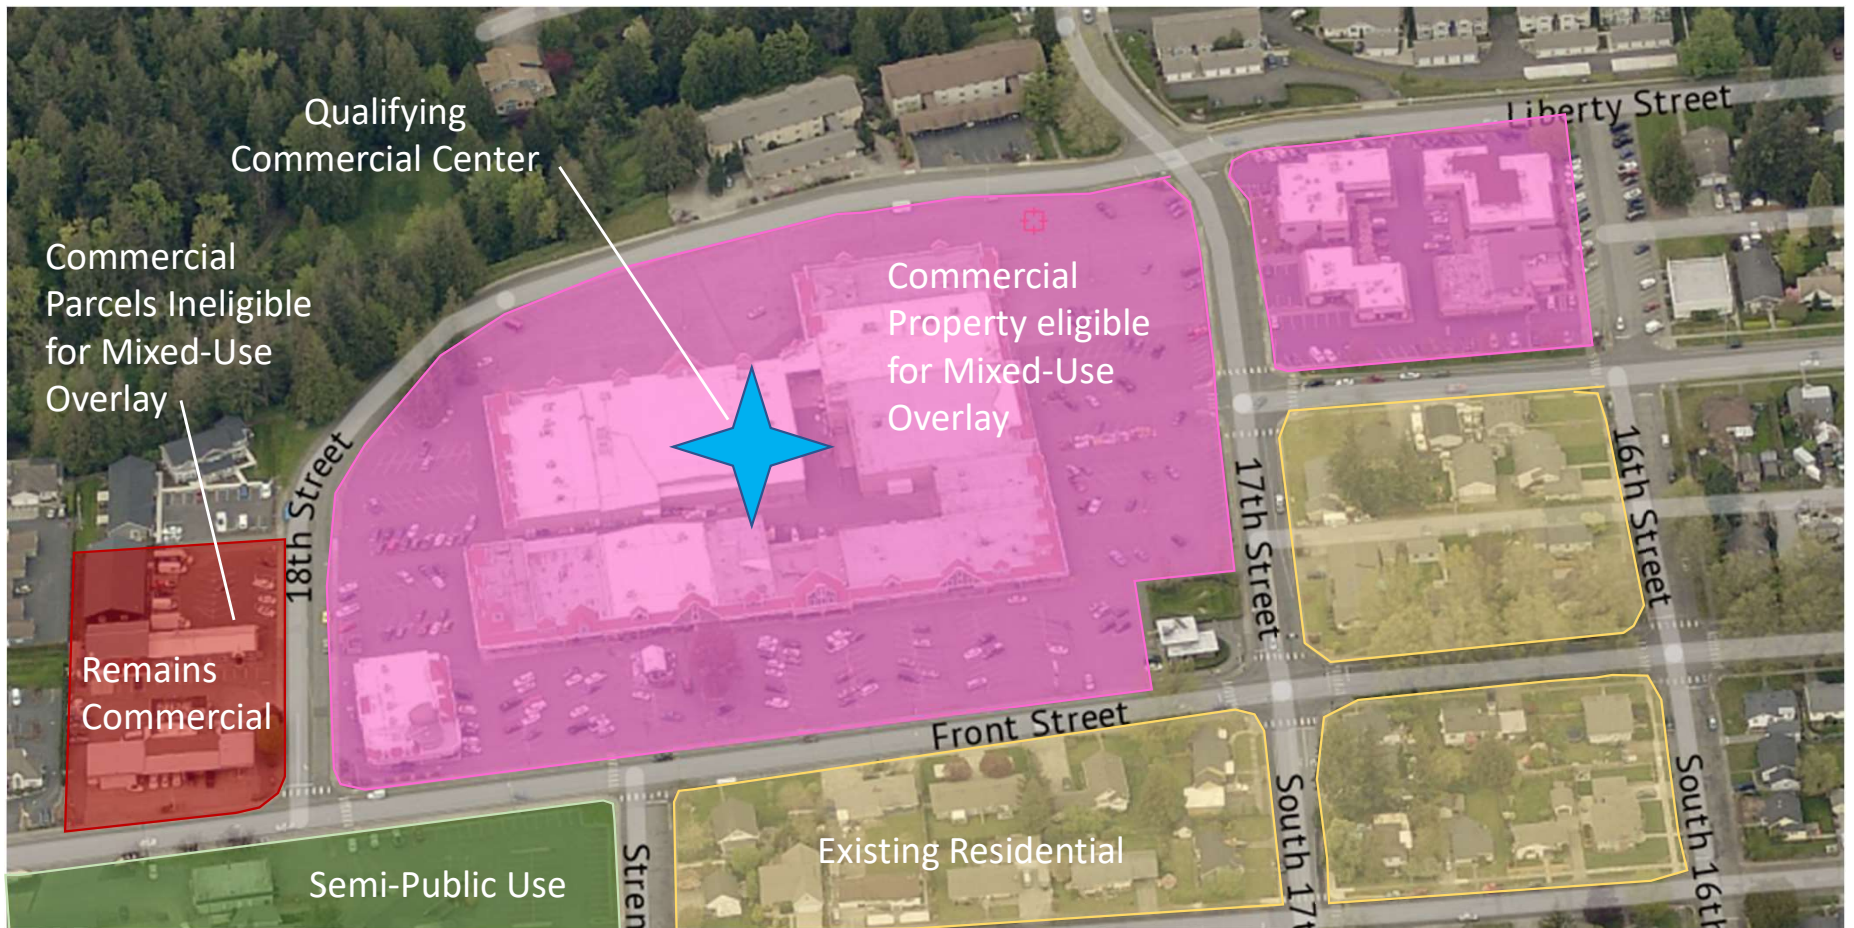 Liberty Street
Qualifying
Commercial Center
Commercial
Parcels Ineligible
for Mixed-Use
Overlay
Commercial
Property eligible
for Mixed-Use
Overlay
18th Street
17th Street
16th Street
Remains
Commercial
Front Street
Existing Residential
Semi-Public Use
Stren
South 17t
South 16th